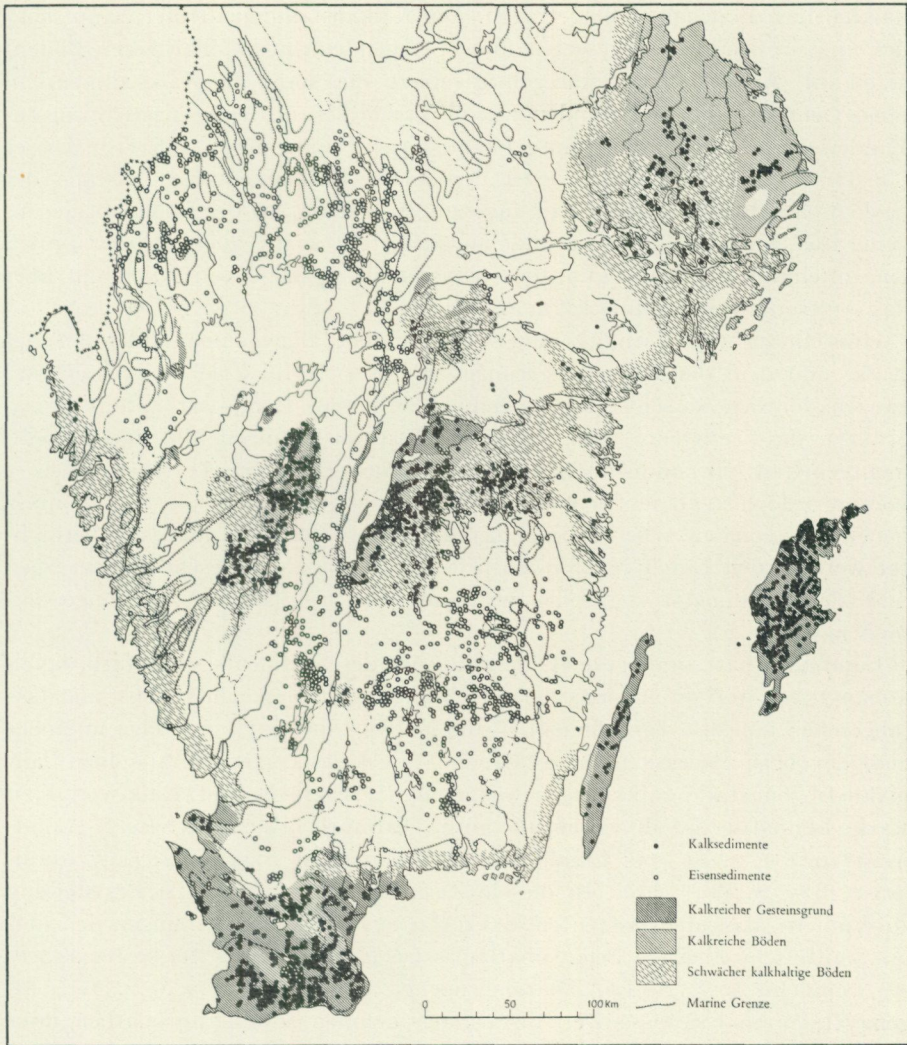 Kalksedimente
Eisensedimente
Kalkreicher Gesteinsgrund
Kalkreiche Böden
Schwächer kalkhaltige Böden
Marine Grenze
0 50 100 Km